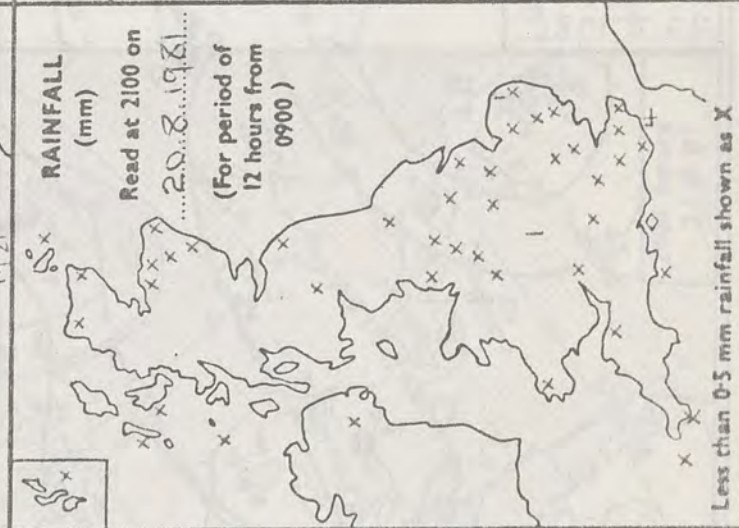 RAINFALL
(mm)
Read at 2100 on
....20.8..1981....
(For period of
12 hours from
0900)
Less than 0·5 mm rainfall shown as X